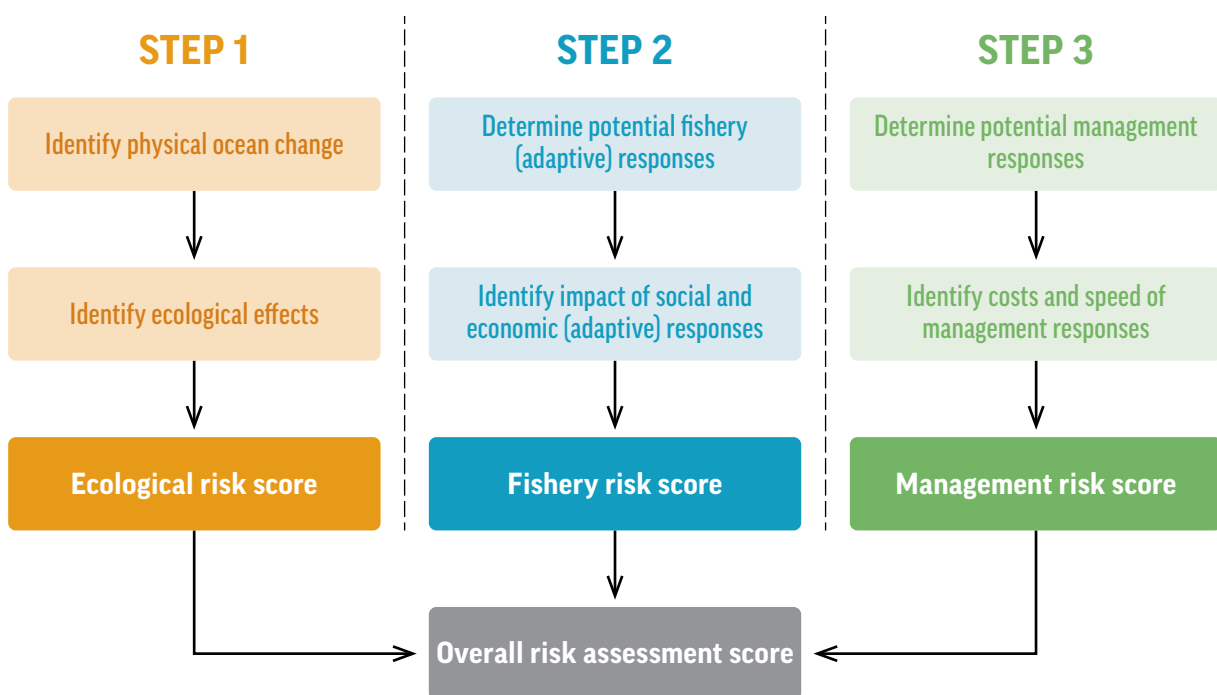 STEP 1
Identify physical ocean change
Identify ecological effects
Ecological risk score
STEP 2
Determine potential fishery
(adaptive) responses
Identify impact of social and
economic (adaptive) responses
Fishery risk score
STEP 3
Determine potential management
responses
Identify costs and speed of
management responses
Management risk score
Overall risk assessment score